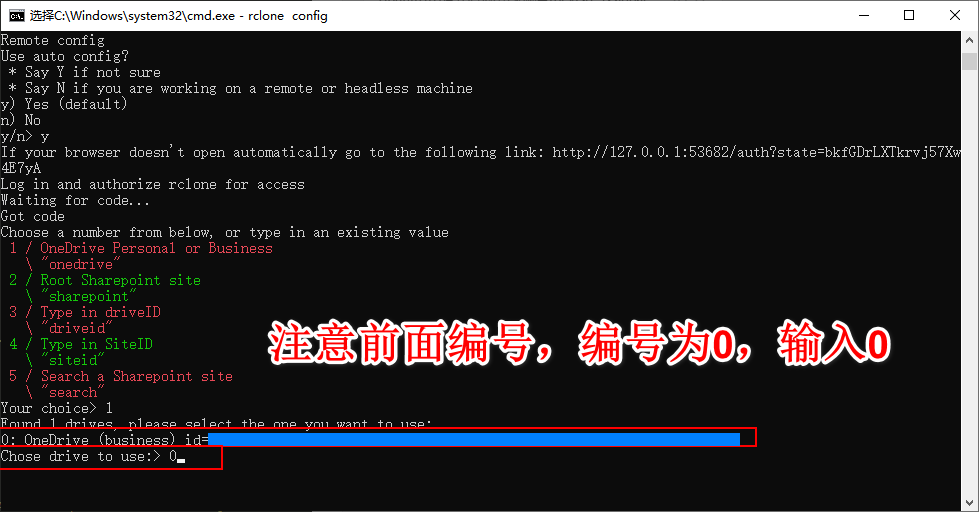 选择C:\Windows\system32\cmd.exe - rclone config
Remote config
Use auto config?
* Say Y if not sure
* Say N if you are working on a remote or headless machine
y) Yes (default)
n) No
y/n> y
If your browser doesn't open automatically go to the following link: http://127.0.0.1:53682/auth?state=bkfGDrLXTkrvj57Xw
4E7yA
Log in and authorize rclone for access
Waiting for code...
Got code
Choose a number from below, or type in an existing value
1 / OneDrive Personal or Business
\ "onedrive"
2 / Root Sharepoint site
\ "sharepoint"
3 / Type in driveID
\ "driveid"
4 / Type in SiteID
\ "siteid"
5 / Search a Sharepoint site
\ "search"
注意前面编号，编号为0，输入0
Your choice> 1
Found 1 drives, please select the one you want to use:
0: OneDrive (business) id=
Chose drive to use:> 0